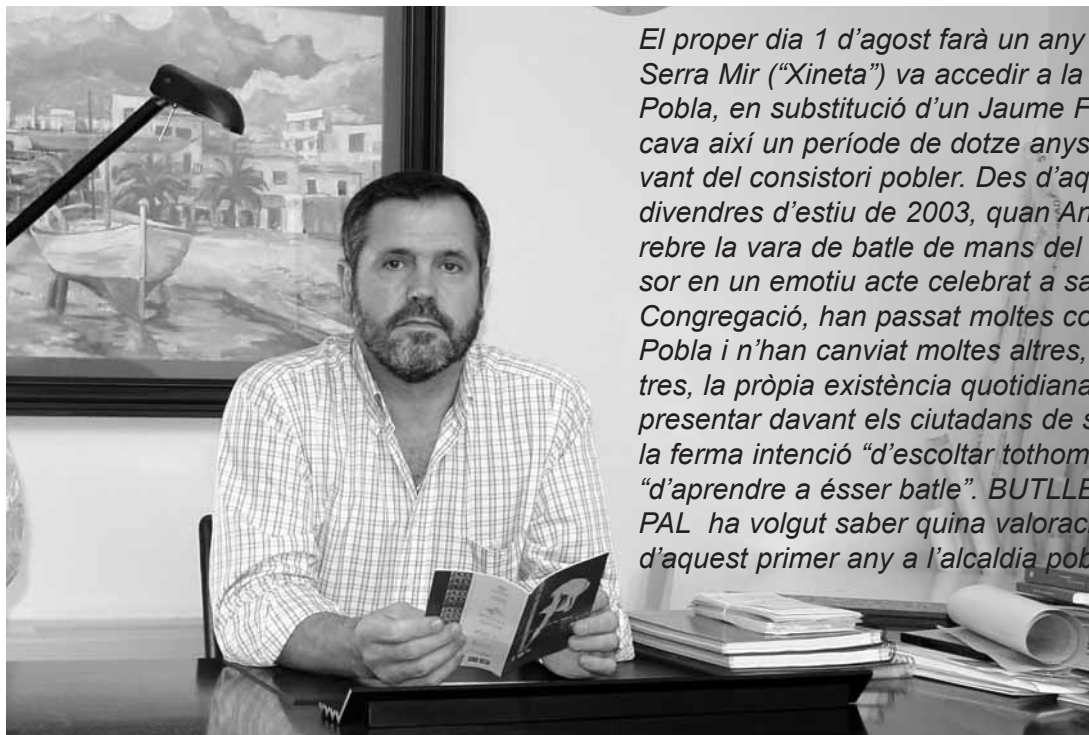 El proper dia 1 d’agost farà un any
Serra Mir (“Xineta”) va accedir a la
Pobla, en substitució d’un Jaume F
cava així un període de dotze anys
vant del consistori pobler. Des d’aq
divendres d’estiu de 2003, quan An
rebre la vara de batle de mans del
sor en un emotiu acte celebrat a sa
Congregació, han passat moltes co
Pobla i n’han canviat moltes altres,
tres, la pròpia existència quotidiana
presentar davant els ciutadans de s
la ferma intenció “d’escoltar tothom
“d’aprendre a ésser batle”. BUTLLE
PAL ha volgut saber quina valorac
d’aquest primer any a l’alcaldia pob